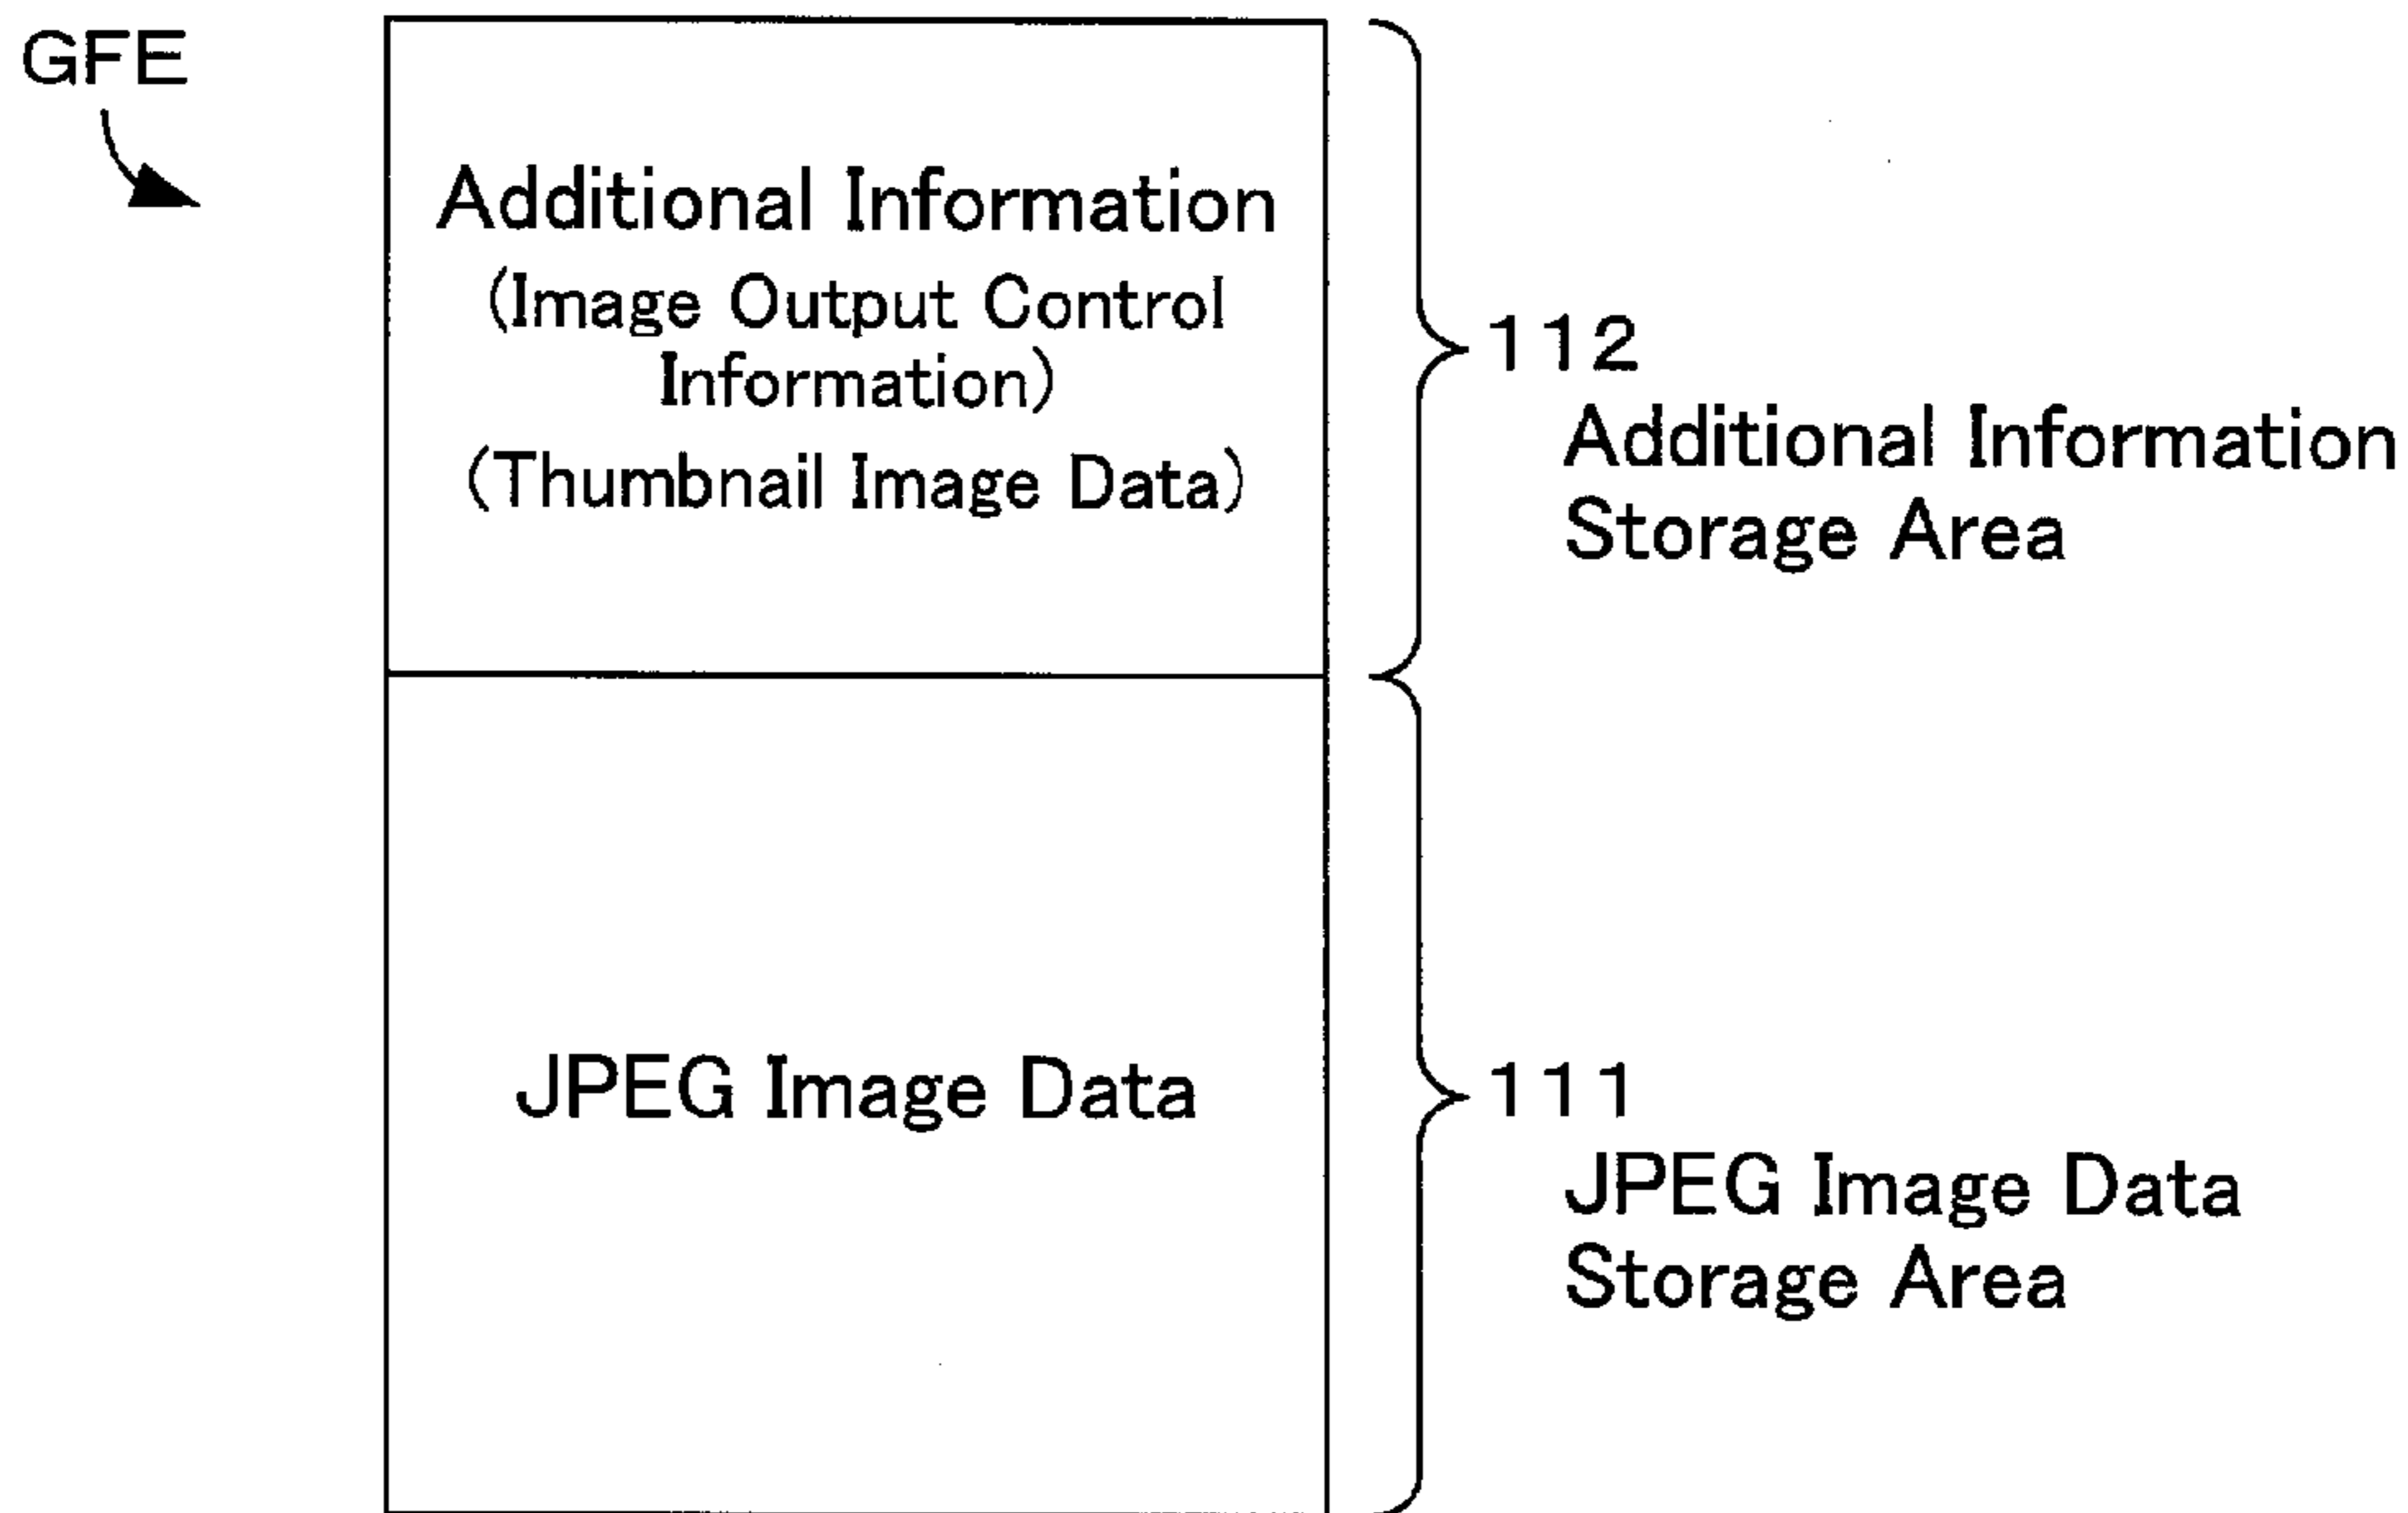 GFE
Additional Information
(Image Output Control
Information)
(Thumbnail Image Data)
112
Additional Information
Storage Area
JPEG Image Data
111
JPEG Image Data
Storage Area